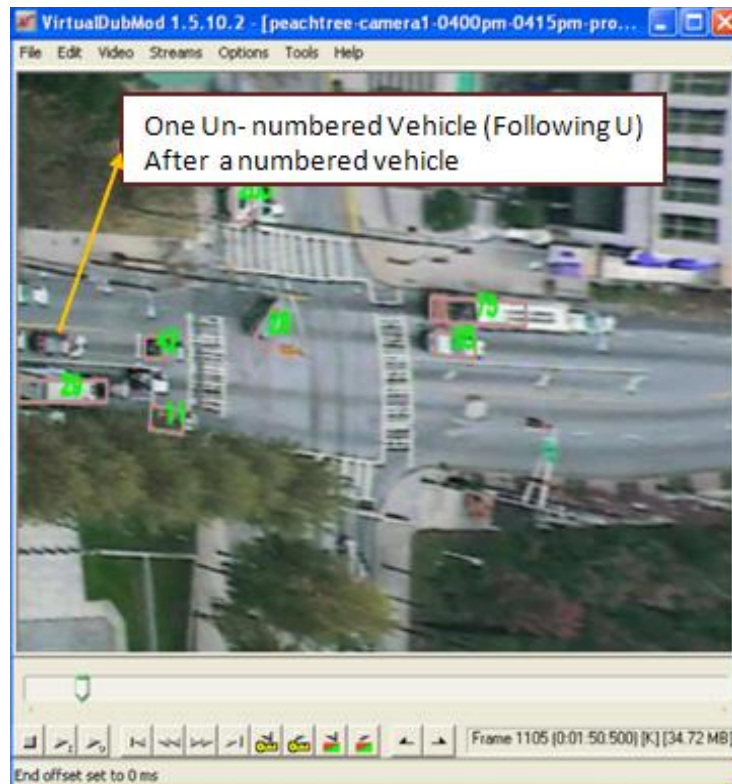 VirtualDubMod 1.5.10.2 - [peachtree-camera1-0400pm-0415pm-pro...
File Edit Video Streams Options Tools Help
One Un- numbered Vehicle (Following U)
After a numbered vehicle
75
29
Frame 1105 (0:01:50.500) [K] [34.72 MB]
End offset set to 0 ms